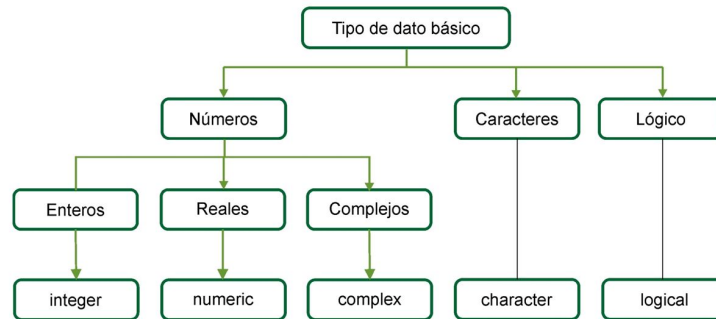 Tipo de dato básico
Números
Caracteres
Lógico
Enteros
Reales
Complejos
integer
numeric
complex
character
logical